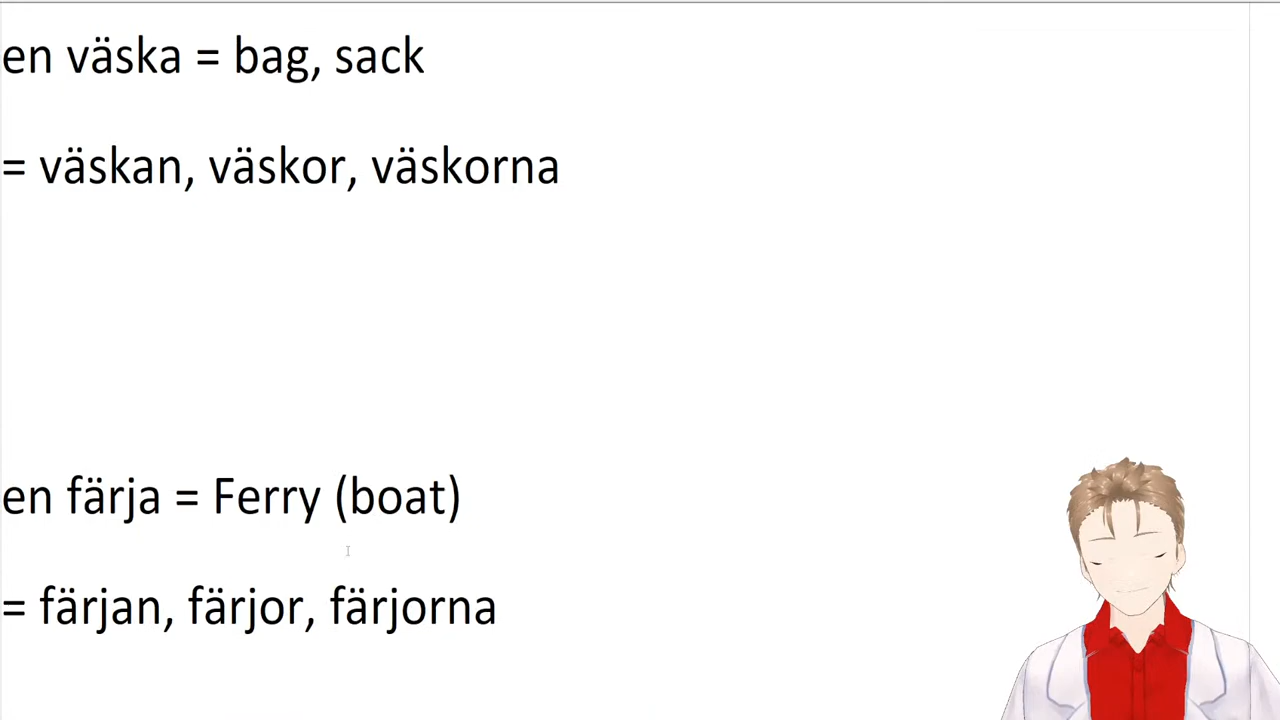 en väska = bag, sack
= väskan, väskor, väskorna
en färja = Ferry (boat)
= färjan, färjor, färjorna